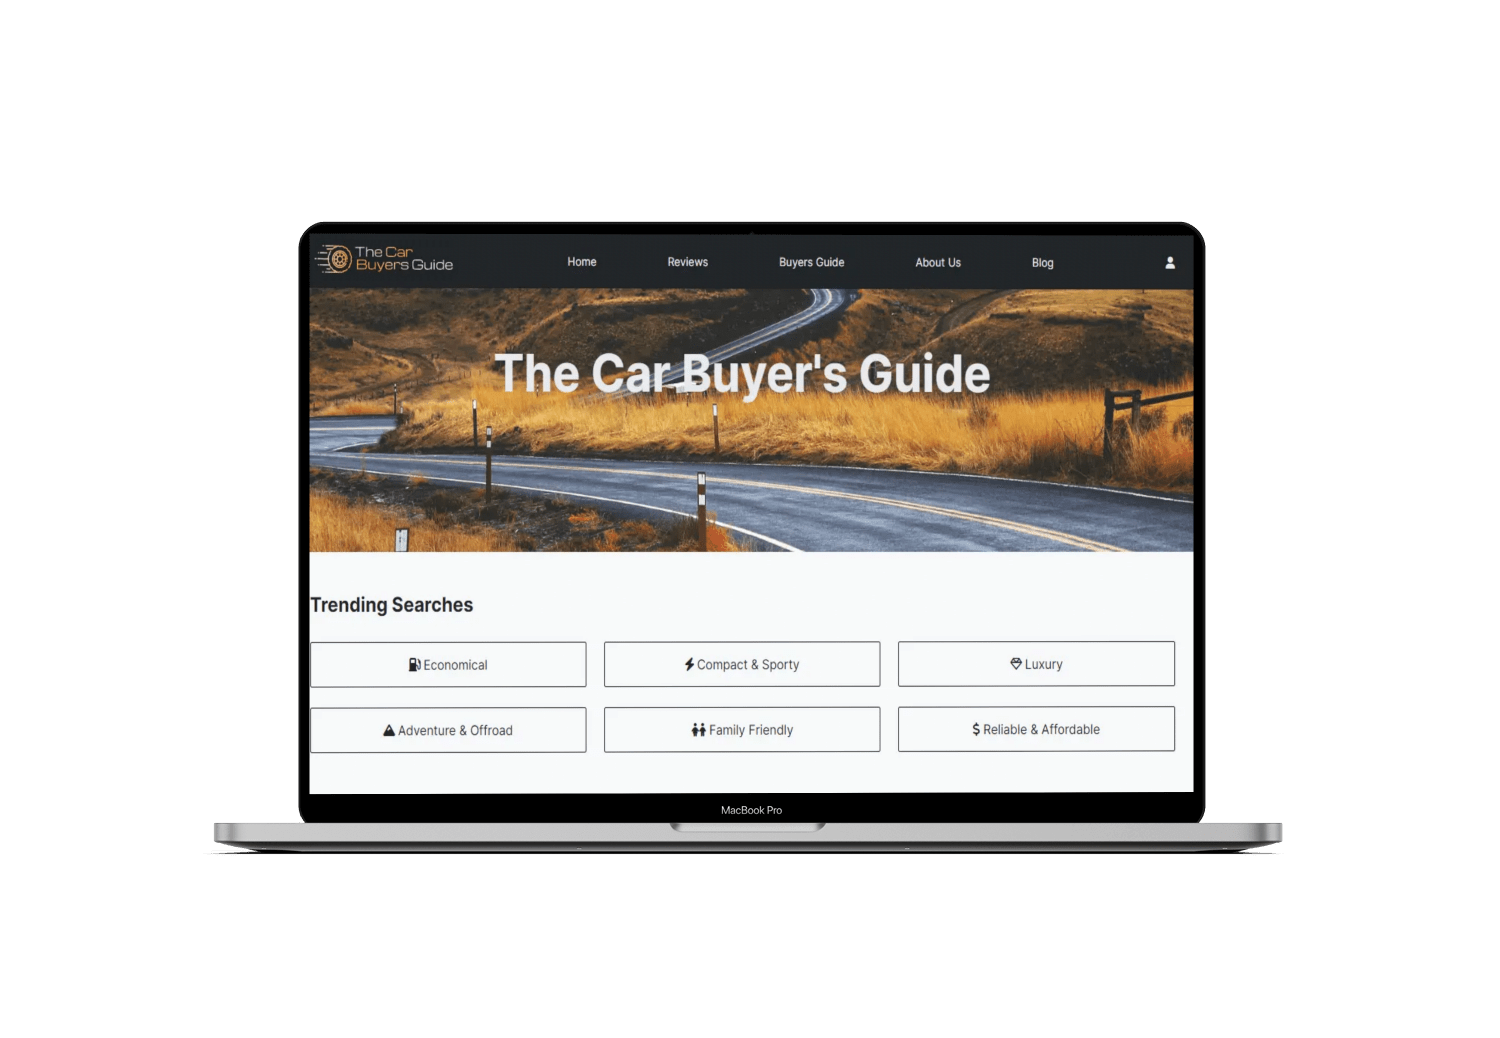 The Car
Buyers Guide
Home
Reviews
Buyers Guide
About Us
Blog
The Car Buyer's Guide
Trending Searches
Economical
Compact & Sporty
Luxury
Adventure & Offroad
Family Friendly
$ Reliable & Affordable
MacBook Pro